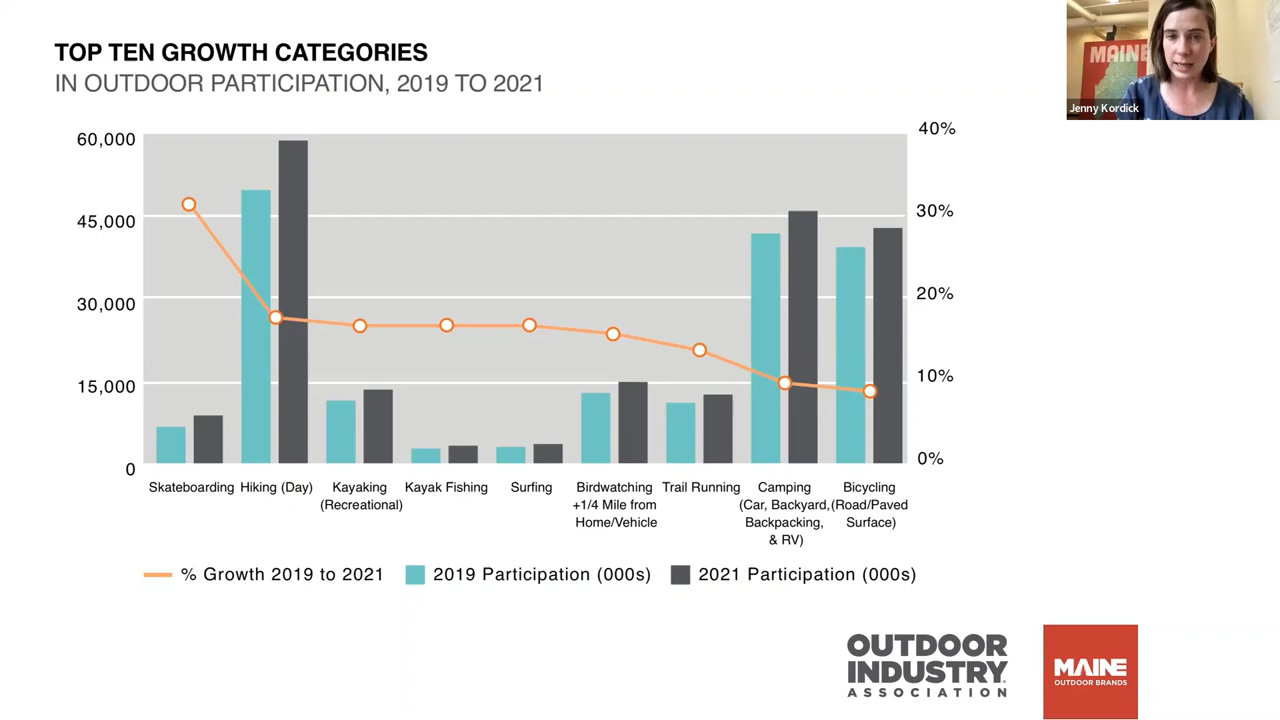 TOP TEN GROWTH CATEGORIES
IN OUTDOOR PARTICIPATION, 2019 TO 2021
MAINE
Jenny Kordick
60,000
45,000
30,000
15,000
0
40%
30%
20%
10%
0%
Skateboarding
Hiking (Day)
Kayaking
(Recreational)
Kayak Fishing
Surfing
Birdwatching
+1/4 Mile from
Home/Vehicle
Trail Running
Camping
(Car, Backyard,
Backpacking,
& RV)
Bicycling
(Road/Paved
Surface)
% Growth 2019 to 2021
2019 Participation (000s)
2021 Participation (000s)
OUTDOOR
INDUSTRY
ASSOCIATION
MAINE
OUTDOOR BRANDS